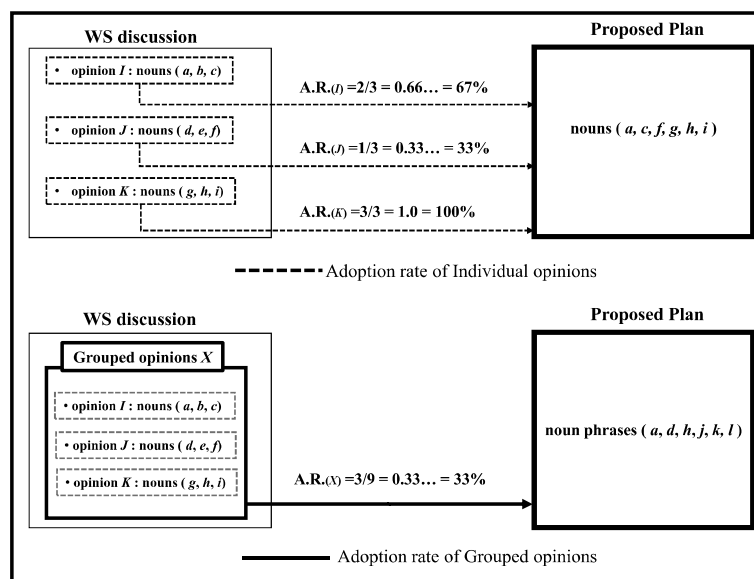 WS discussion
Proposed Plan
• opinion I : nouns ( a, b, c)
A.R.(I) =2/3 = 0.66… = 67%
• opinion J : nouns ( d, e, f)
nouns ( a, c, f, g, h, i )
A.R.(J) =1/3 = 0.33… = 33%
• opinion K : nouns ( g, h, i)
A.R.(K) =3/3 = 1.0 = 100%
Adoption rate of Individual opinions
WS discussion
Proposed Plan
Grouped opinions X
• opinion I : nouns ( a, b, c)
noun phrases ( a, d, h, j, k, l )
• opinion J : nouns ( d, e, f)
• opinion K : nouns ( g, h, i)
A.R.(X) =3/9 = 0.33… = 33%
Adoption rate of Grouped opinions